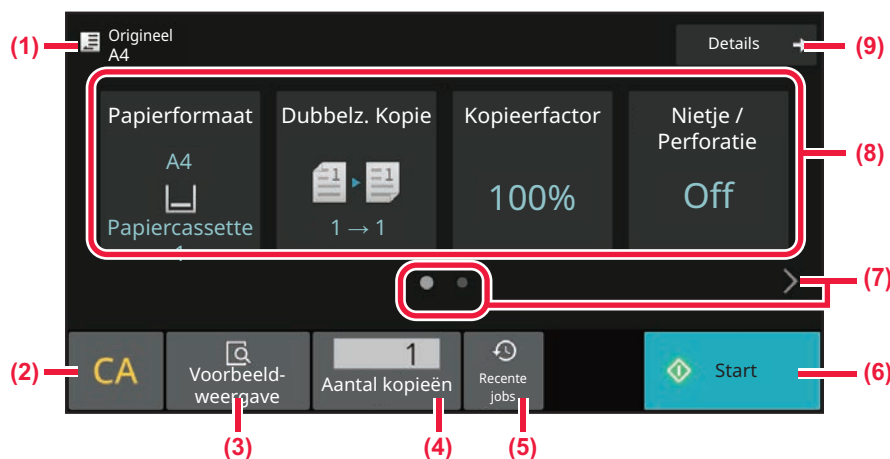 (1)
Origineel
A4
Details
(9)
Papierformaat
A4
Papiercassette
Dubbelz. Kopie
1 1
1 → 1
Kopieerfactor
100%
Nietje /
Perforatie
Off
(8)
(7)
(2)
CA
Voorbeeld-
weergave
(3)
1
Aantal kopieën
(4)
Recente
jobs
(5)
Start
(6)